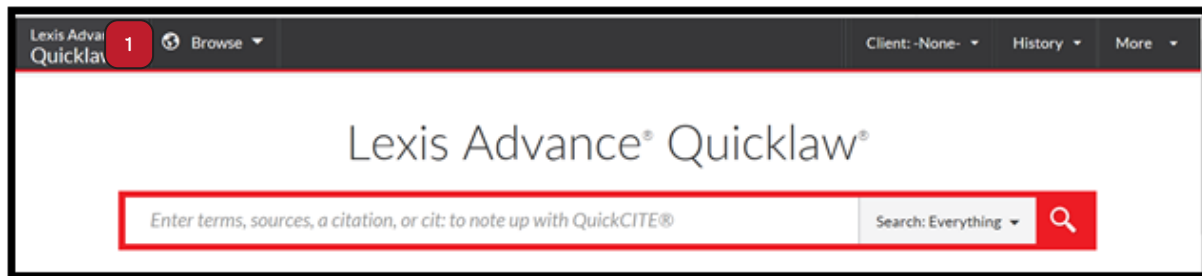 Lexis Adva
Quicklaw
1
Browse
Client: -None-
History
More
Lexis Advance® Quicklaw®
Enter terms, sources, a citation, or cit: to note up with QuickCITE®
Search: Everything